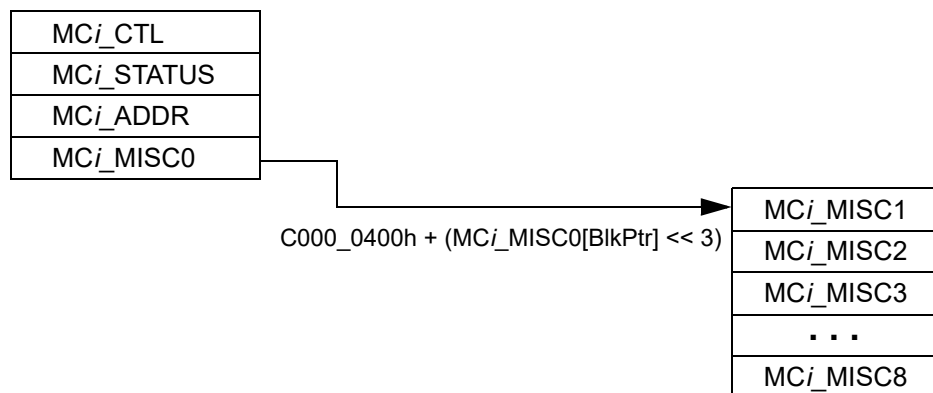 MCi_CTL
MCi_STATUS
MCi_ADDR
MCi_MISC0
C000_0400h + (MCi_MISC0[BlkPtr] << 3)
MCi_MISC1
MCi_MISC2
MCi_MISC3
. . .
MCi_MISC8